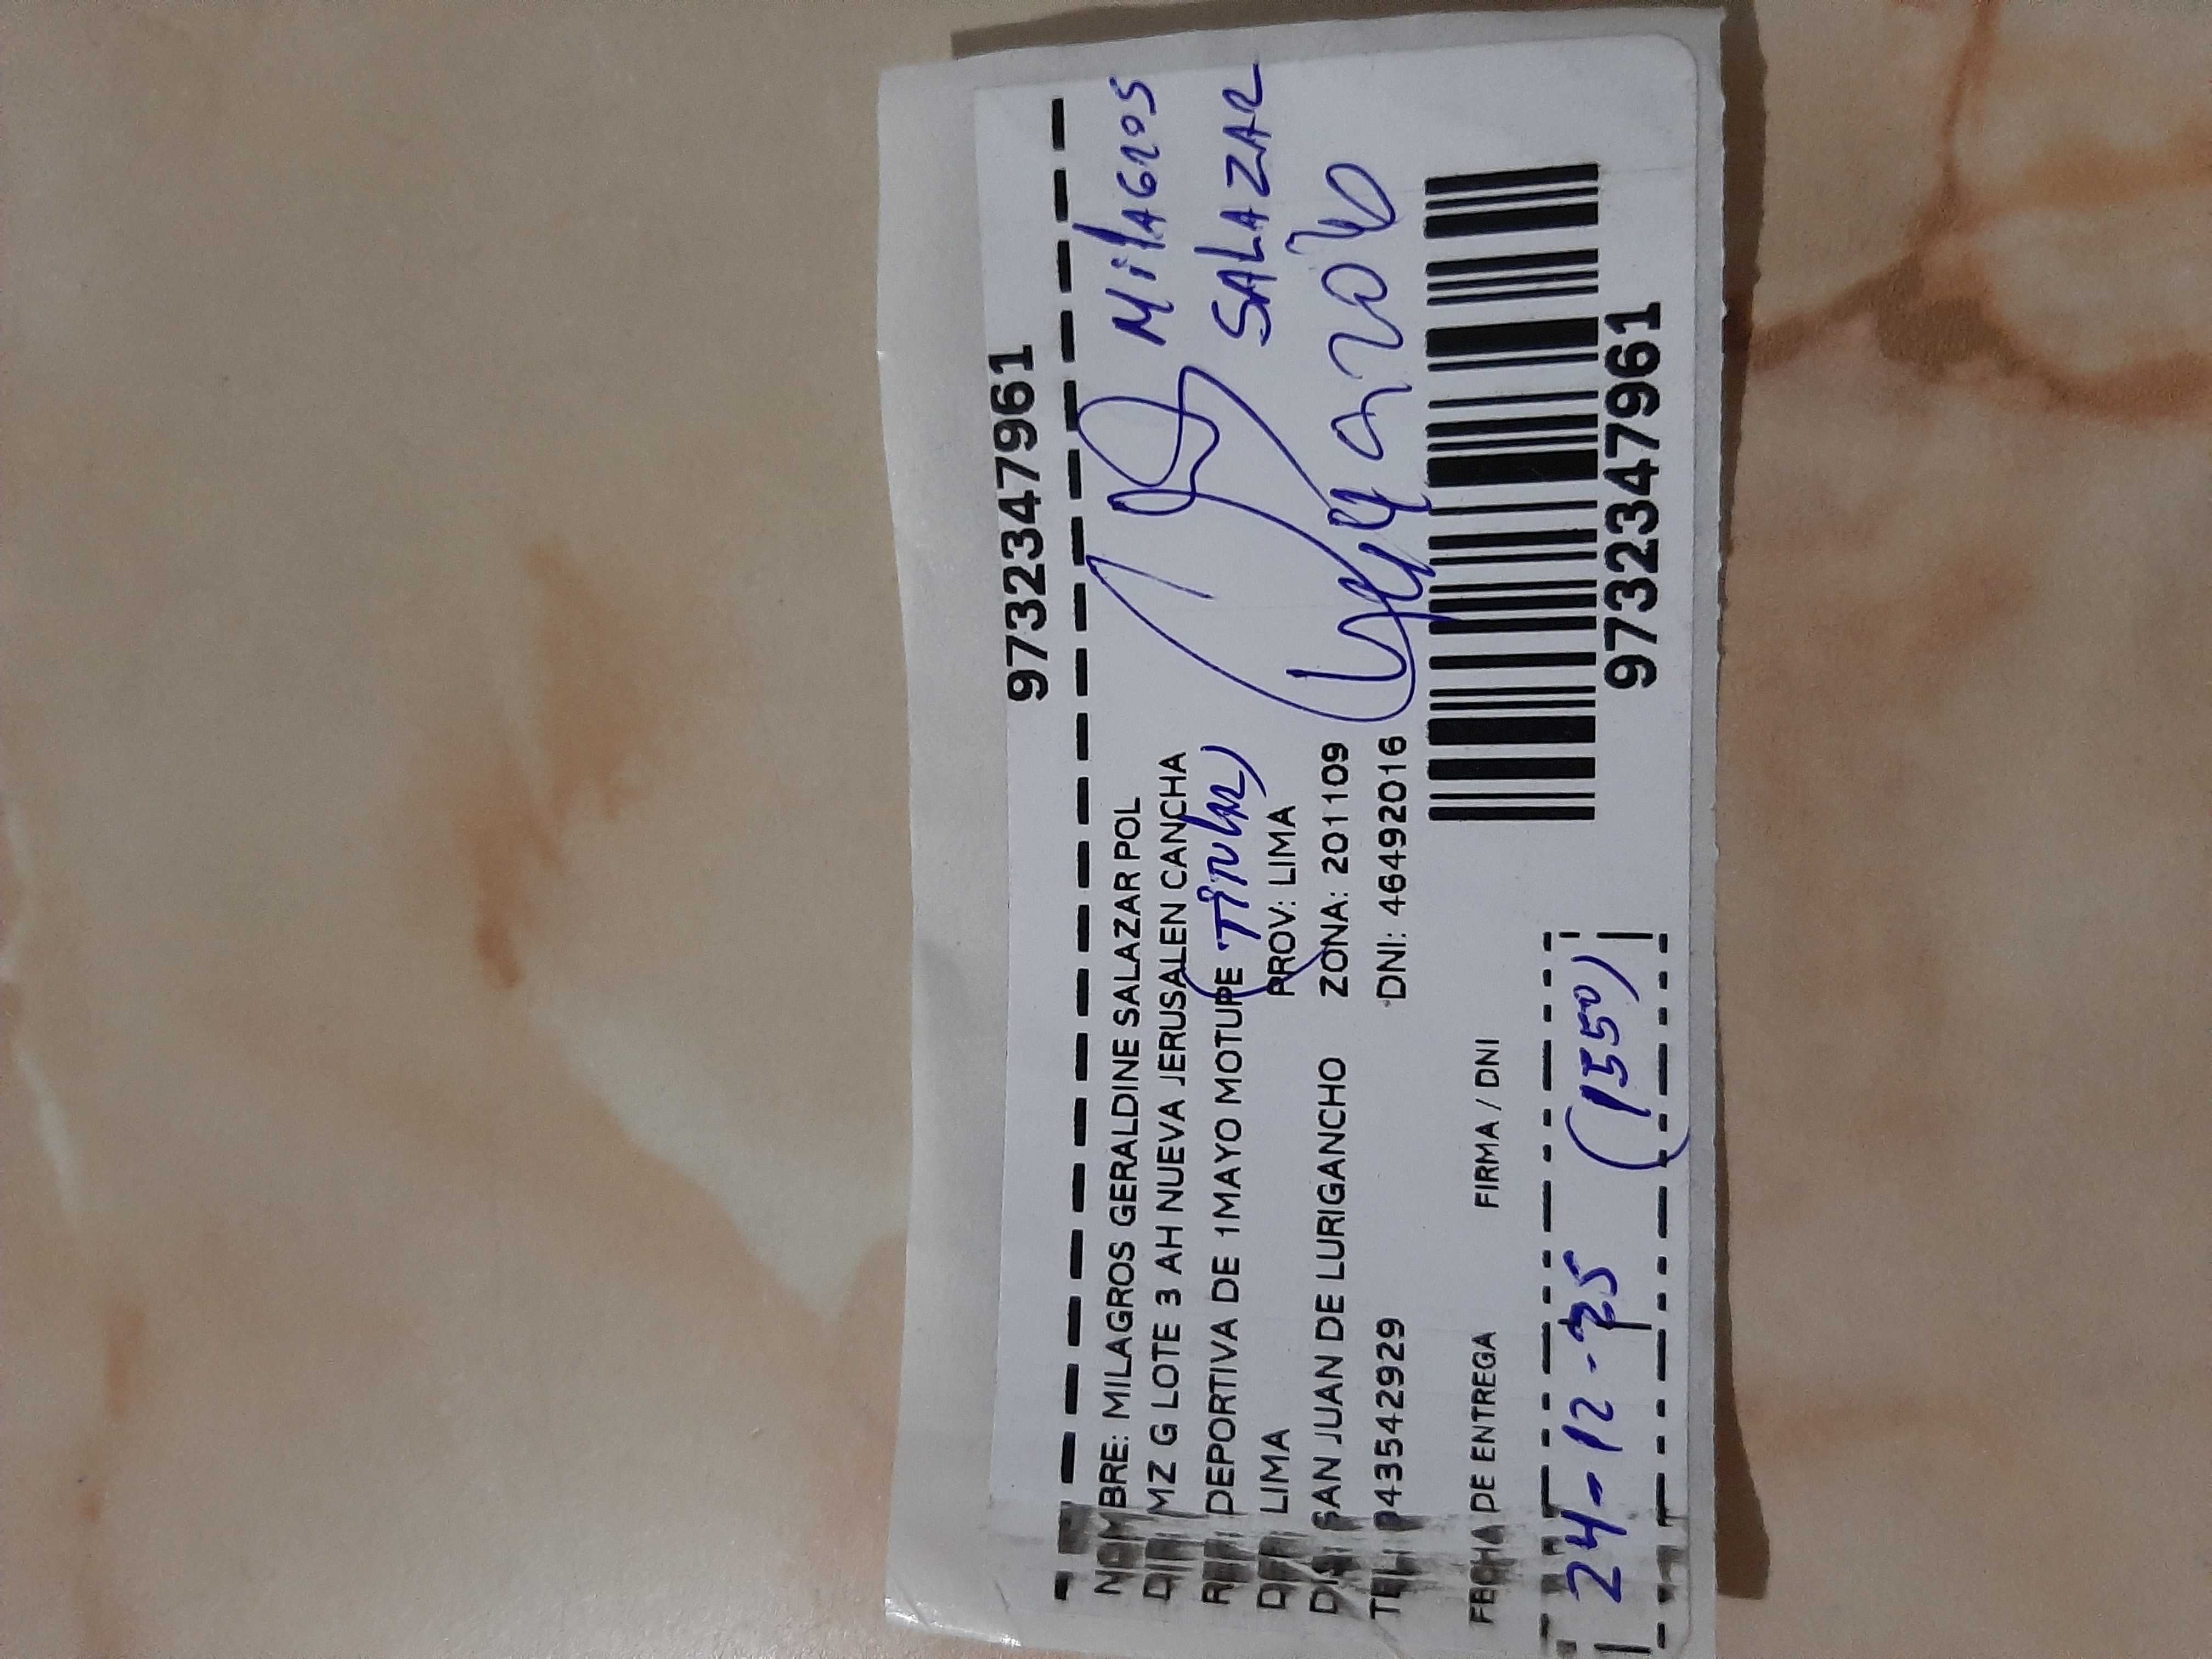 9732347961
NOMBRE: MILAGROS GERALDINE SALAZAR POL
DIR: MZ G LOTE 3 AH NUEVA JERUSALEN CANCHA
REF: DEPORTIVA DE 1MAYO MOTUPE
(Titular)
LIMA PROV: LIMA
SAN JUAN DE LURIGANCHO ZONA: 201109
943542929 DNI: 46492016
Milagros
SALAZAR
FECHA DE ENTREGA FIRMA / DNI
24-12-25 (1550)
9732347961